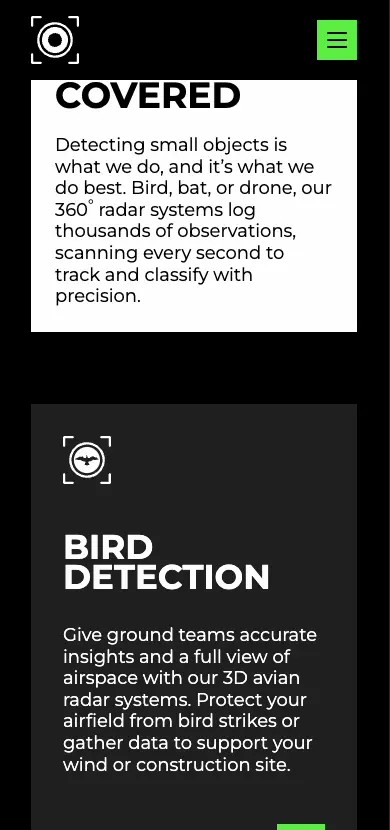 COVERED
Detecting small objects is
what we do, and it’s what we
do best. Bird, bat, or drone, our
360° radar systems log
thousands of observations,
scanning every second to
track and classify with
precision.
BIRD
DETECTION
Give ground teams accurate
insights and a full view of
airspace with our 3D avian
radar systems. Protect your
airfield from bird strikes or
gather data to support your
wind or construction site.